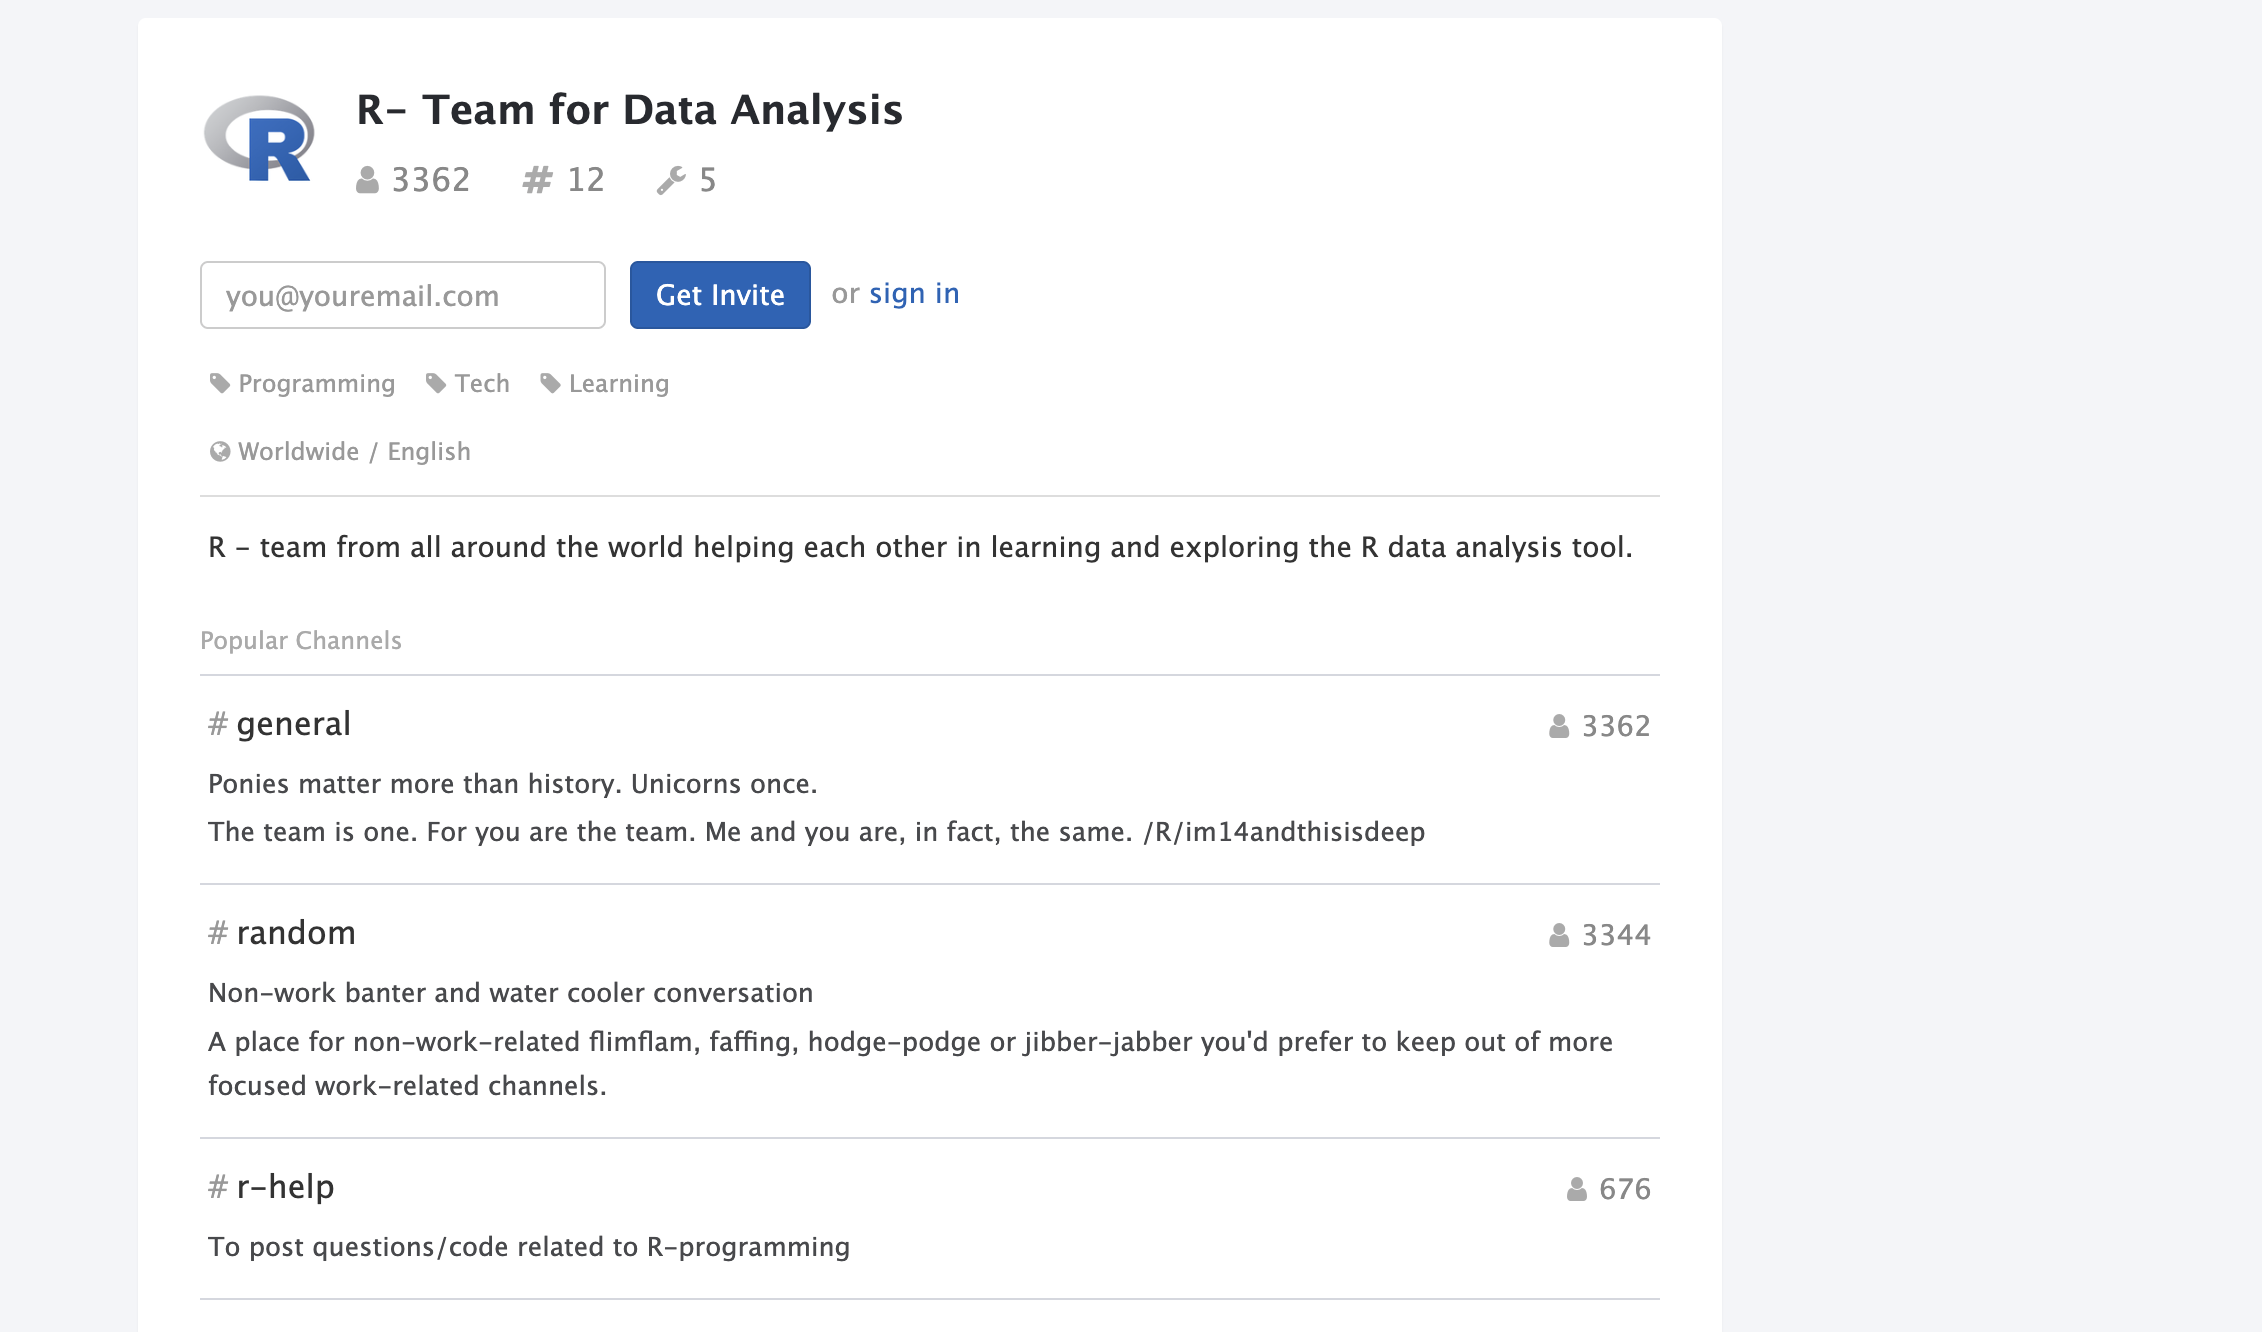 R
R- Team for Data Analysis
3362 # 12 5
you@youremail.com Get Invite or sign in
Programming Tech Learning
Worldwide / English
R - team from all around the world helping each other in learning and exploring the R data analysis tool.
Popular Channels
# general 3362
Ponies matter more than history. Unicorns once.
The team is one. For you are the team. Me and you are, in fact, the same. /R/im14andthisisdeep
# random 3344
Non-work banter and water cooler conversation
A place for non-work-related flimflam, faffing, hodge-podge or jibber-jabber you'd prefer to keep out of more
focused work-related channels.
# r-help 676
To post questions/code related to R-programming